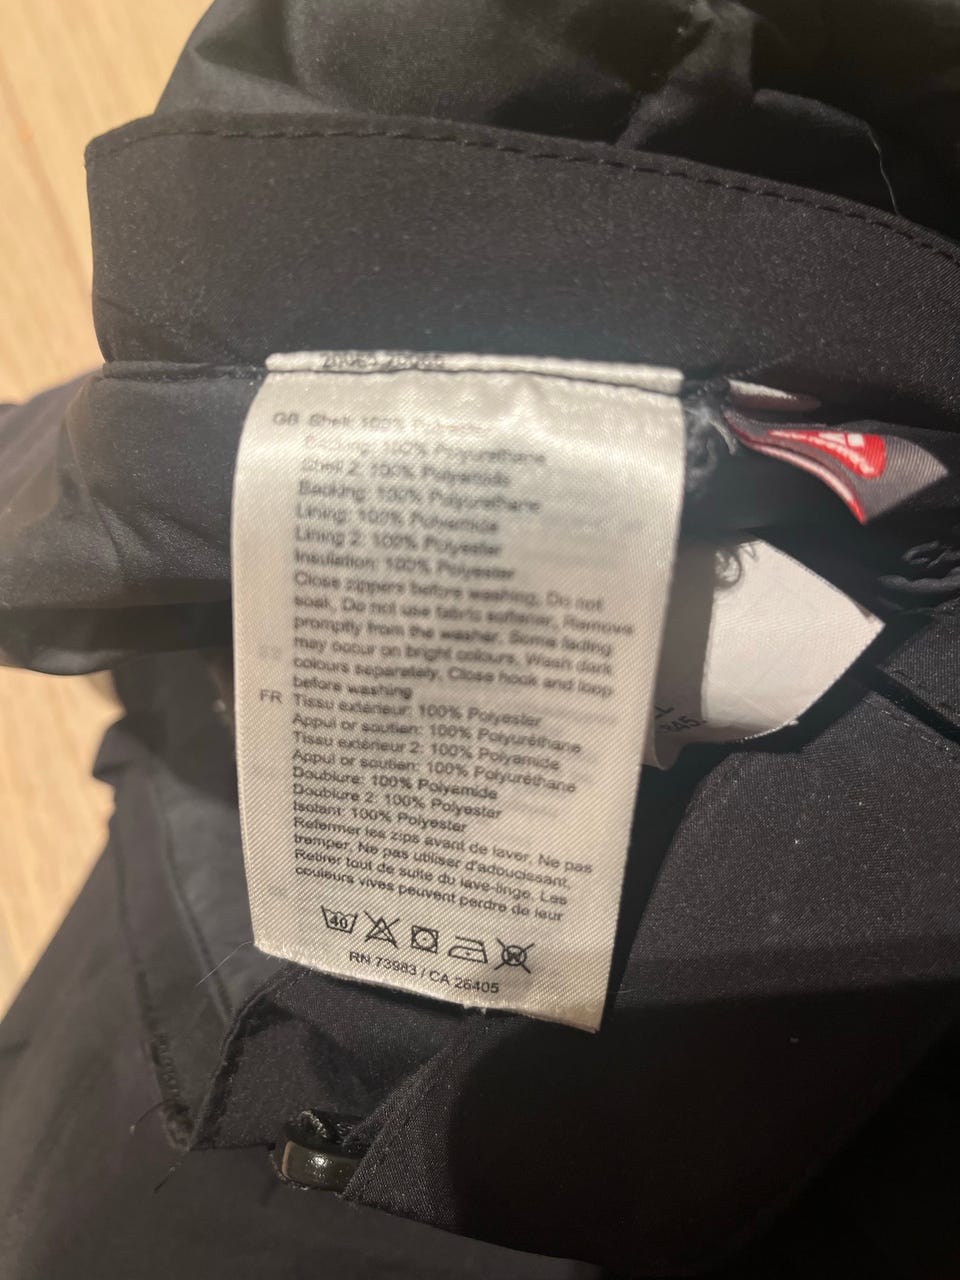 GB Shell: 100% Polyester
Backing: 100% Polyurethane
Shell 2: 100% Polyamide
Backing: 100% Polyurethane
Lining: 100% Polyamide
Lining 2: 100% Polyester
Insulation: 100% Polyester
Close zippers before washing, Do not
soak, Do not use fabric softener, Remove
promptly from the washer. Some fading
may occur on bright colours, Wash dark
colours separately, Close hook and loop
before washing
FR Tissu extérieur: 100% Polyester
Appui or soutien: 100% Polyuréthane
Tissu extérieur 2: 100% Polyamide
Appui or soutien: 100% Polyuréthane
Doublure: 100% Polyamide
Doublure 2: 100% Polyester
Isolant: 100% Polyester
Refermer les zips avant de laver, Ne pas
tremper, Ne pas utiliser d'adoucissant,
Retirer tout de suite du lave-linge, Les
couleurs vives peuvent perdre de leur
40
W
RN 73983 / CA 26405